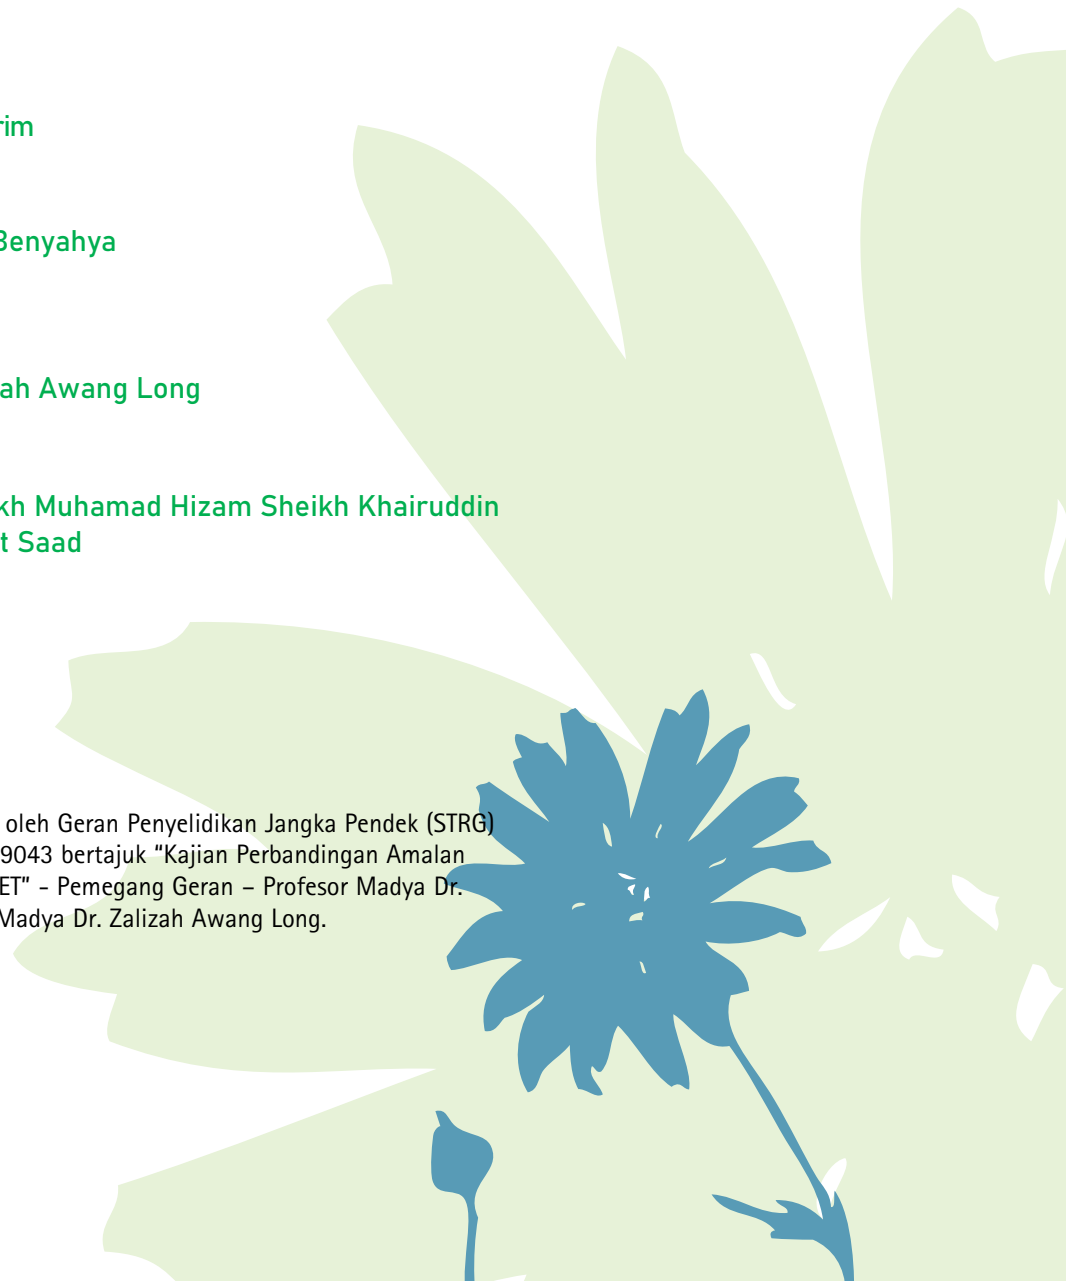 rim
Benyahya
ah Awang Long
kh Muhamad Hizam Sheikh Khairuddin
t Saad
oleh Geran Penyelidikan Jangka Pendek (STRG)
9043 bertajuk “Kajian Perbandingan Amalan
ET” - Pemegang Geran – Profesor Madya Dr.
Madya Dr. Zalizah Awang Long.